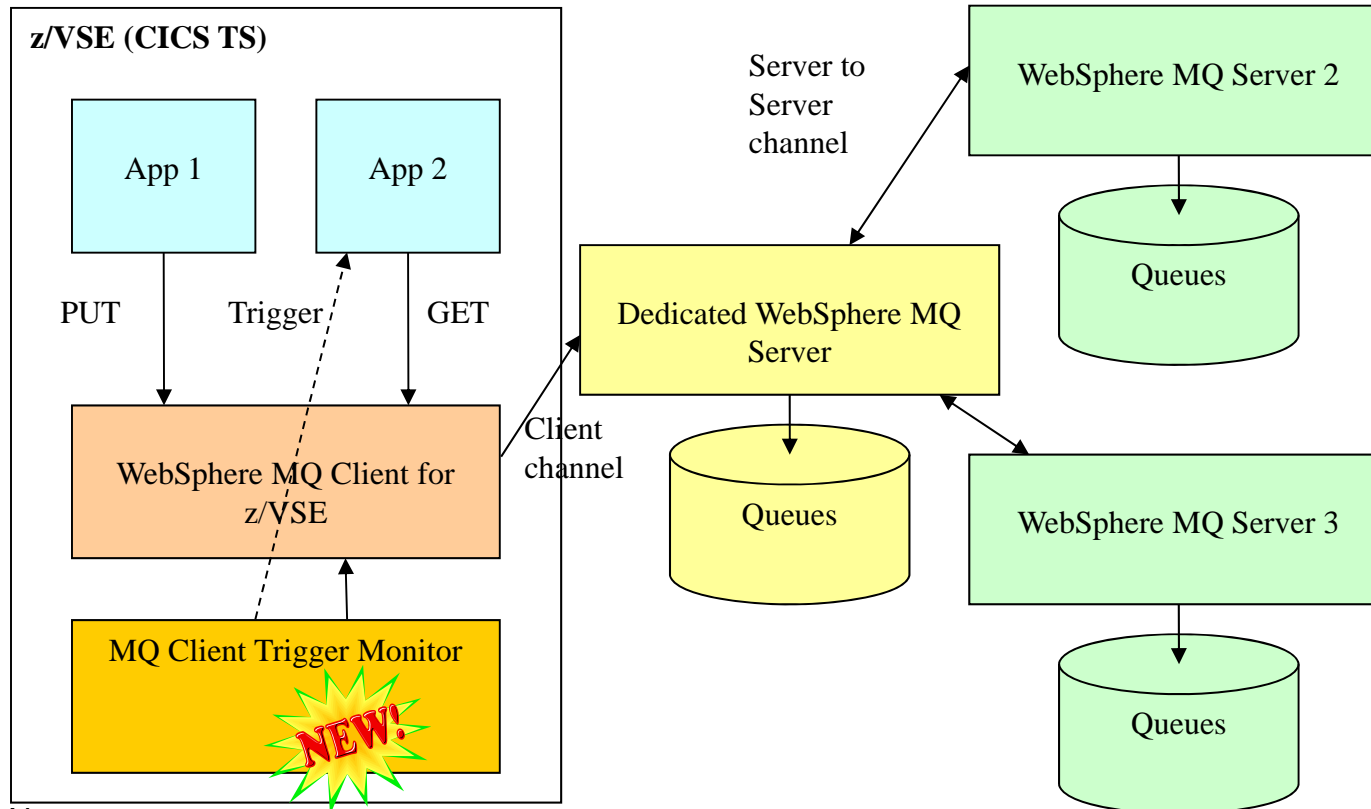 z/VSE (CICS TS)
App 1
App 2
PUT
Trigger
GET
WebSphere MQ Client for
z/VSE
MQ Client Trigger Monitor
NEW!
Client
channel
Server to
Server
channel
Dedicated WebSphere MQ
Server
Queues
WebSphere MQ Server 2
Queues
WebSphere MQ Server 3
Queues